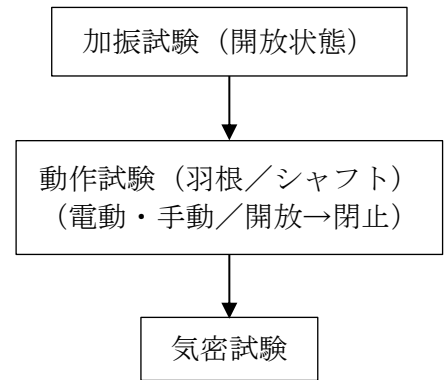 加振試験（開放状態）
動作試験（羽根／シャフト）
（電動・手動／開放→閉止）
気密試験